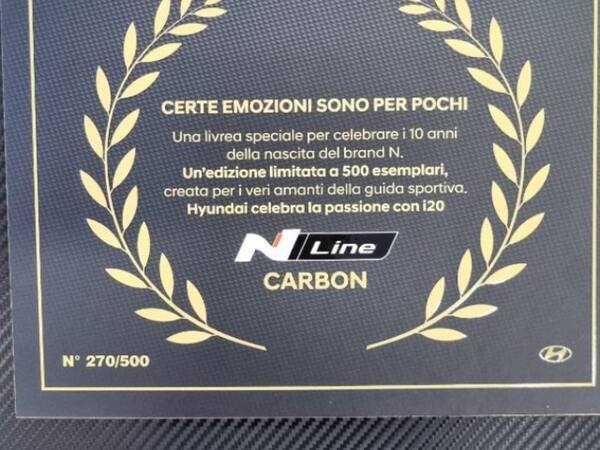 CERTE EMOZIONI SONO PER POCHI
Una livrea speciale per celebrare i 10 anni
della nascita del brand N.
Un'edizione limitata a 500 esemplari,
creata per i veri amanti della guida sportiva.
Hyundai celebra la passione con i20
N Line
CARBON
N° 270/500